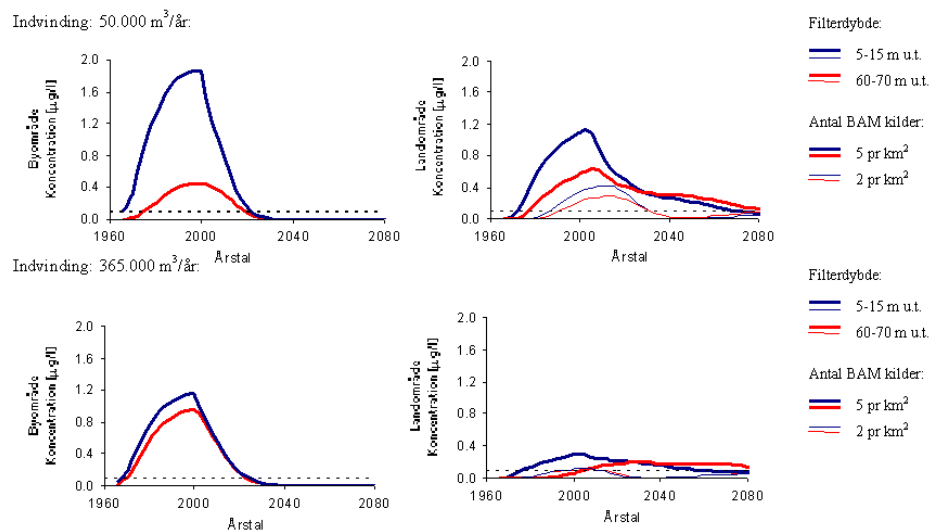 Indvinding: 50.000 m³/år:
Byområde
Koncentration [µg/l]
2.0
1.6
1.2
0.8
0.4
0.0
1960 2000 2040 2080
Årstal
Landområde
Koncentration [µg/l]
2.0
1.6
1.2
0.8
0.4
0.0
1960 2000 2040 2080
Årstal
Filterdybde:
5-15 m u.t.
60-70 m u.t.
Antal BAM kilder:
5 pr km²
2 pr km²
Indvinding: 365.000 m³/år:
Byområde
Koncentration [µg/l]
2.0
1.6
1.2
0.8
0.4
0.0
1960 2000 2040 2080
Årstal
Landområde
Koncentration [µg/l]
2.0
1.6
1.2
0.8
0.4
0.0
1960 2000 2040 2080
Årstal
Filterdybde:
5-15 m u.t.
60-70 m u.t.
Antal BAM kilder:
5 pr km²
2 pr km²